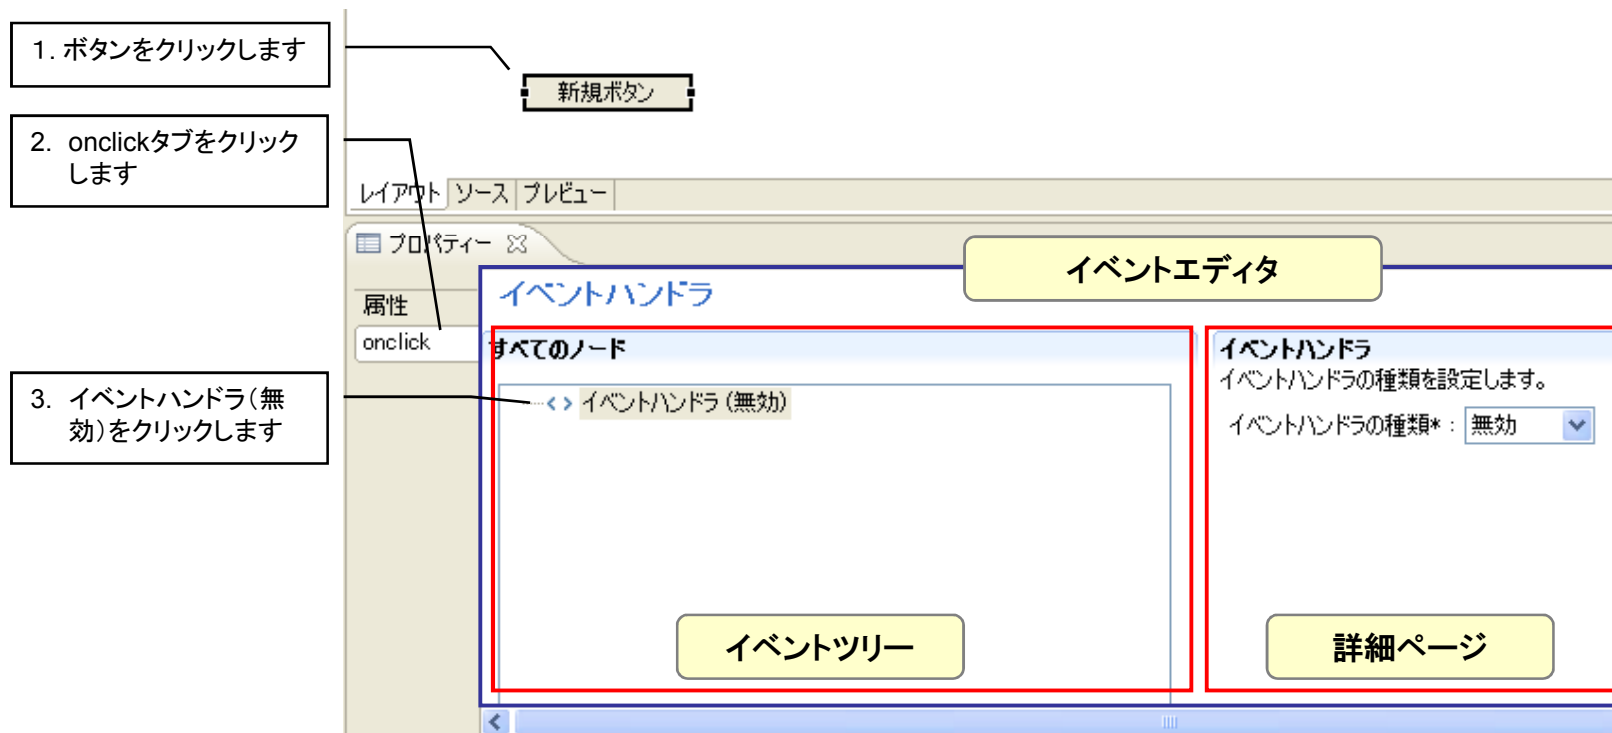 1. ボタンをクリックします
新規ボタン
2. onclickタブをクリック
します
レイアウト ソース プレビュー
プロパティー
イベントエディタ
イベントハンドラ
属性
onclick
すべてのノード
イベントハンドラ
イベントハンドラの種類を設定します。
3. イベントハンドラ(無
効)をクリックします
イベントハンドラ (無効)
イベントハンドラの種類*: 無効
イベントツリー
詳細ページ